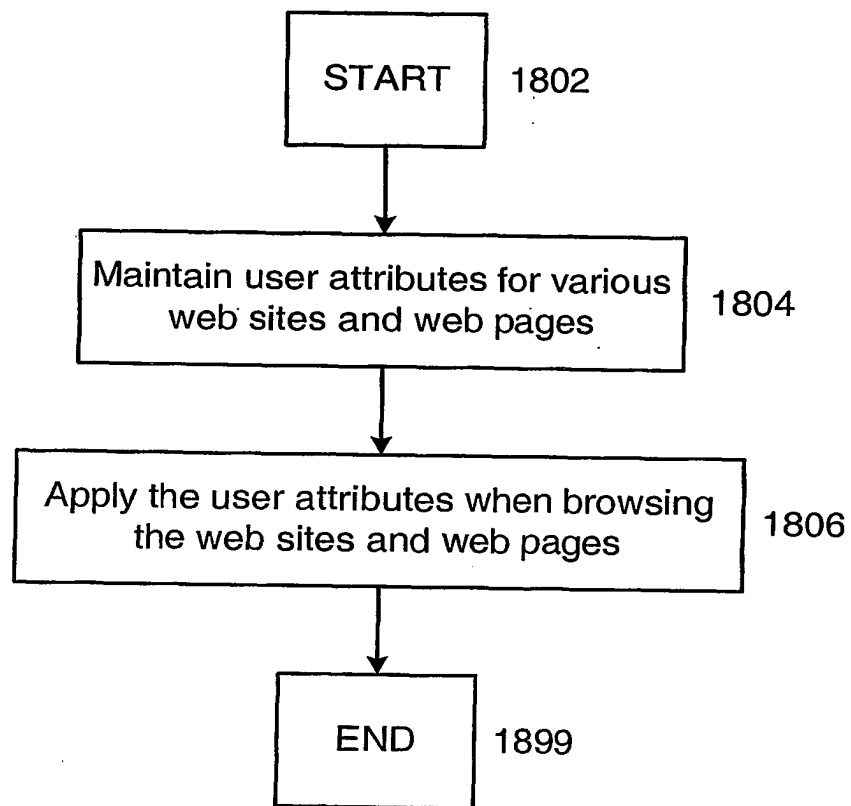 START
1802
Maintain user attributes for various
web sites and web pages
1804
Apply the user attributes when browsing
the web sites and web pages
1806
END
1899